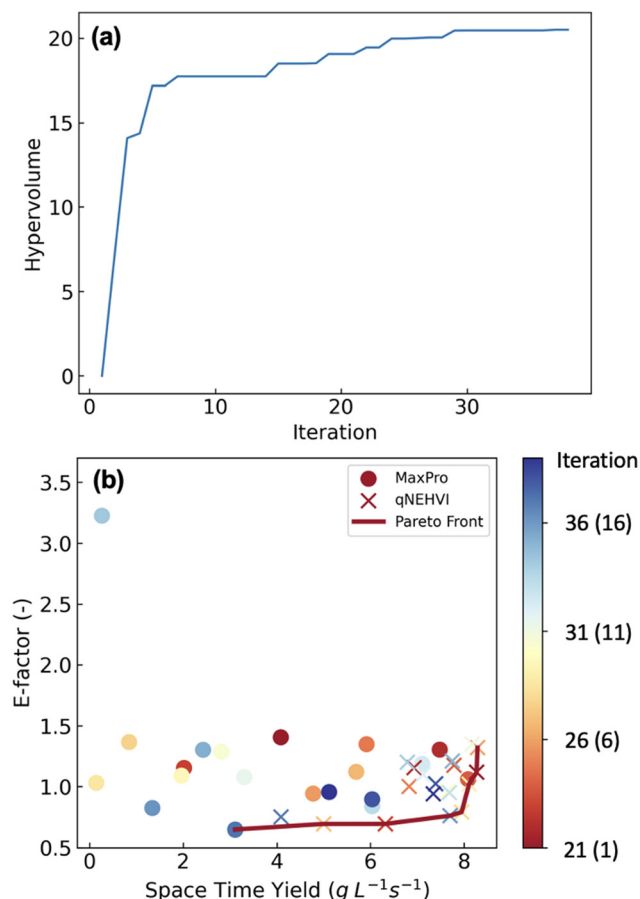 (a)
20
15
10
5
0
Hypervolume
0 10 20 30
Iteration
(b)
MaxPro
qNEHVI
Pareto Front
3.5
3.0
2.5
2.0
1.5
1.0
0.5
E-factor (-)
0 2 4 6 8
Space Time Yield (g L⁻¹s⁻¹)
Iteration
36 (16)
31 (11)
26 (6)
21 (1)